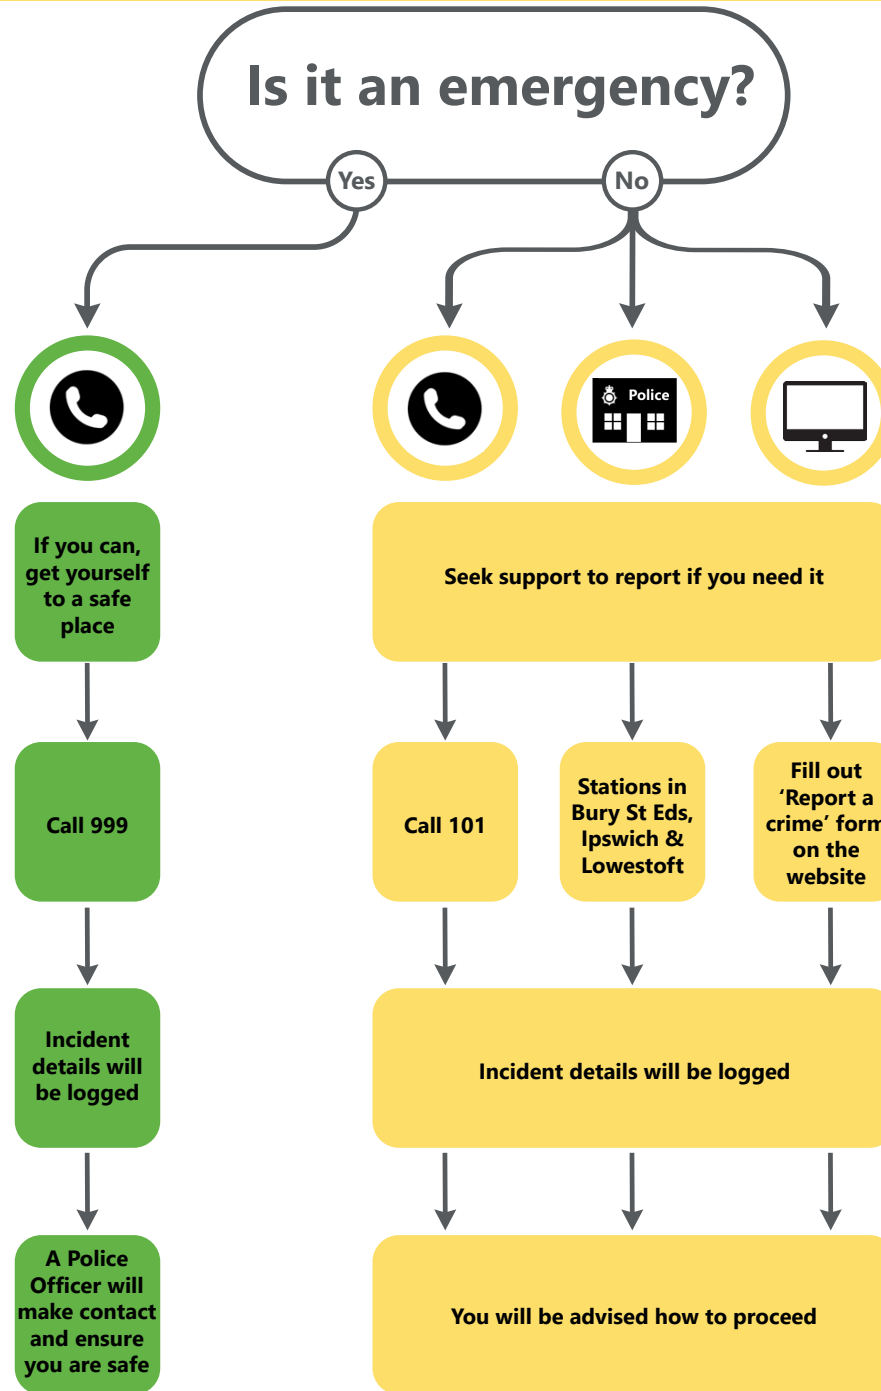 Is it an emergency?
Yes
No
Police
If you can,
get yourself
to a safe
place
Seek support to report if you need it
Call 999
Call 101
Stations in
Bury St Eds,
Ipswich &
Lowestoft
Fill out
‘Report a
crime’ form
on the
website
Incident
details will
be logged
Incident details will be logged
A Police
Officer will
make contact
and ensure
you are safe
You will be advised how to proceed